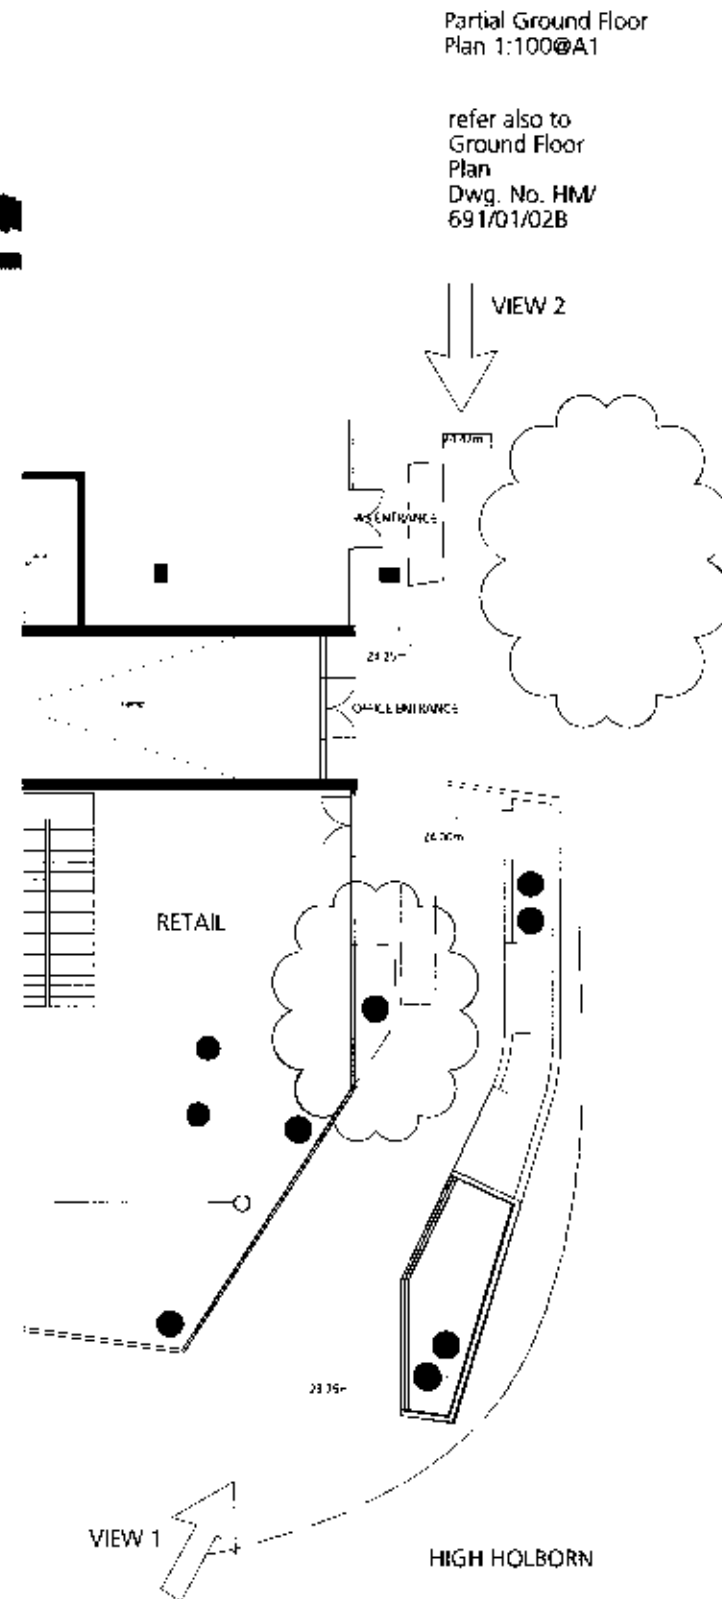 Partial Ground Floor
Plan 1:100@A1
refer also to
Ground Floor
Plan
Dwg. No. HM/
691/01/02B
VIEW 2
ENTRANCE
OFFICE ENTRANCE
RETAIL
VIEW 1
HIGH HOLBORN